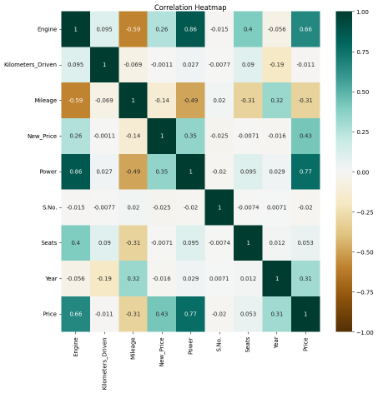 Correlation Heatmap
Engine 1 0.095 -0.59 0.26 0.86 -0.015 0.4 -0.056 0.66
Kilometers_Driven 0.095 1 -0.069 -0.0011 0.027 -0.0077 0.09 -0.19 -0.011
Mileage -0.59 -0.069 1 -0.14 -0.49 0.02 -0.31 0.32 -0.31
New_Price 0.26 -0.0011 -0.14 1 0.35 -0.025 -0.0071 -0.016 0.43
Power 0.86 0.027 -0.49 0.35 1 -0.02 0.095 0.029 0.77
S.No. -0.015 -0.0077 0.02 -0.025 -0.02 1 -0.0074 0.0071 -0.02
Seats 0.4 0.09 -0.31 -0.0071 0.095 -0.0074 1 0.012 0.053
Year -0.056 -0.19 0.32 -0.016 0.029 0.0071 0.012 1 0.31
Price 0.66 -0.011 -0.31 0.43 0.77 -0.02 0.053 0.31 1
Engine Kilometers_Driven Mileage New_Price Power S.No. Seats Year Price
1.00
0.75
0.50
0.25
0.00
-0.25
-0.50
-0.75
-1.00